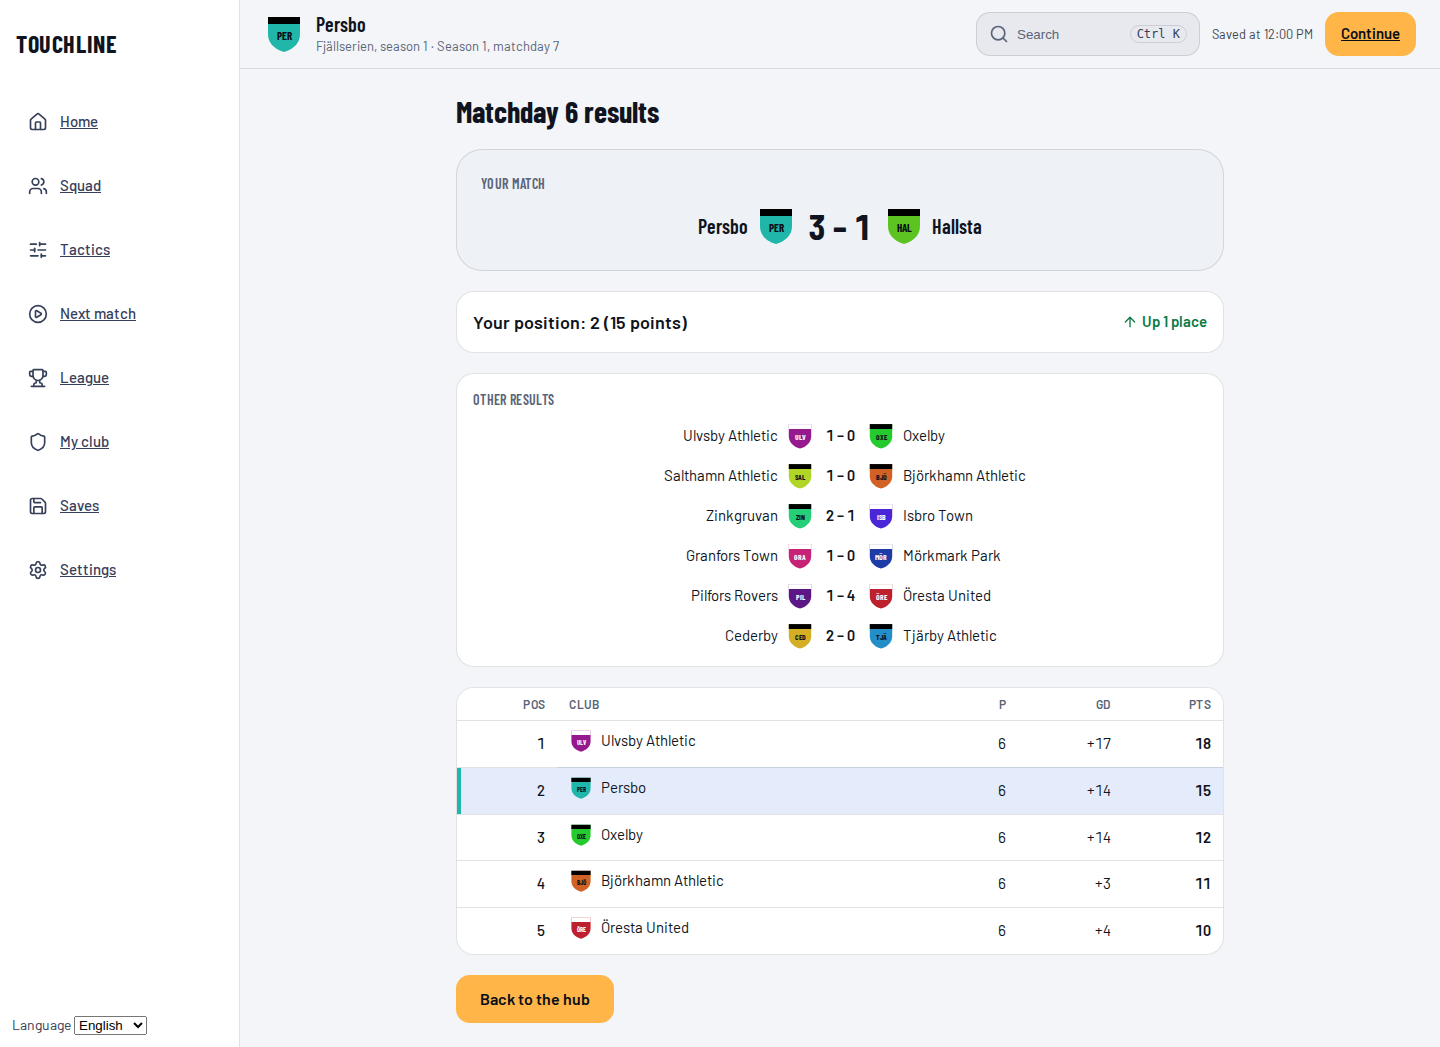 TOUCHLINE
Home
Squad
Tactics
Next match
League
My club
Saves
Settings
Language English
PER Persbo
Fjällserien, season 1 · Season 1, matchday 7
Search Ctrl K Saved at 12:00 PM Continue
Matchday 6 results
YOUR MATCH
Persbo PER 3 – 1 HAL Hallsta
Your position: 2 (15 points) Up 1 place
OTHER RESULTS
Ulvsby Athletic ULV 1 – 0 OXE Oxelby
Salthamn Athletic SAL 1 – 0 BJÖ Björkhamn Athletic
Zinkgruvan ZIN 2 – 1 ISB Isbro Town
Granfors Town GRA 1 – 0 MÖR Mörkmark Park
Pilfors Rovers PIL 1 – 4 ÖRE Öresta United
Cederby CED 2 – 0 TJÄ Tjärby Athletic
POS CLUB P GD PTS
1 ULV Ulvsby Athletic 6 +17 18
2 PER Persbo 6 +14 15
3 OXE Oxelby 6 +14 12
4 BJÖ Björkhamn Athletic 6 +3 11
5 ÖRE Öresta United 6 +4 10
Back to the hub